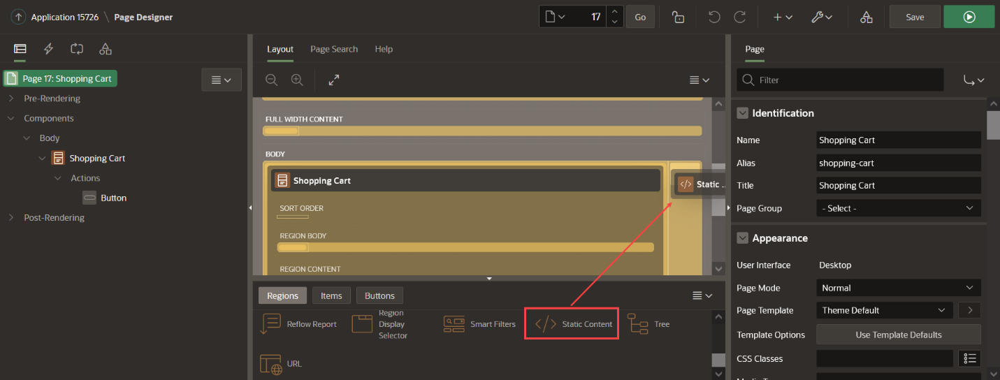 Application 15726 \ Page Designer
17
Go
Save
Layout
Page Search
Help
Page
Page 17: Shopping Cart
Pre-Rendering
Components
Body
Shopping Cart
Actions
Button
Post-Rendering
FULL WIDTH CONTENT
BODY
Shopping Cart
Static ..
SORT ORDER
REGION BODY
REGION CONTENT
Regions
Items
Buttons
Reflow Report
Region
Display
Selector
Smart Filters
</> Static Content
Tree
URL
Filter
Identification
Name
Shopping Cart
Alias
shopping-cart
Title
Shopping Cart
Page Group
- Select -
Appearance
User Interface
Desktop
Page Mode
Normal
Page Template
Theme Default
Template Options
Use Template Defaults
CSS Classes